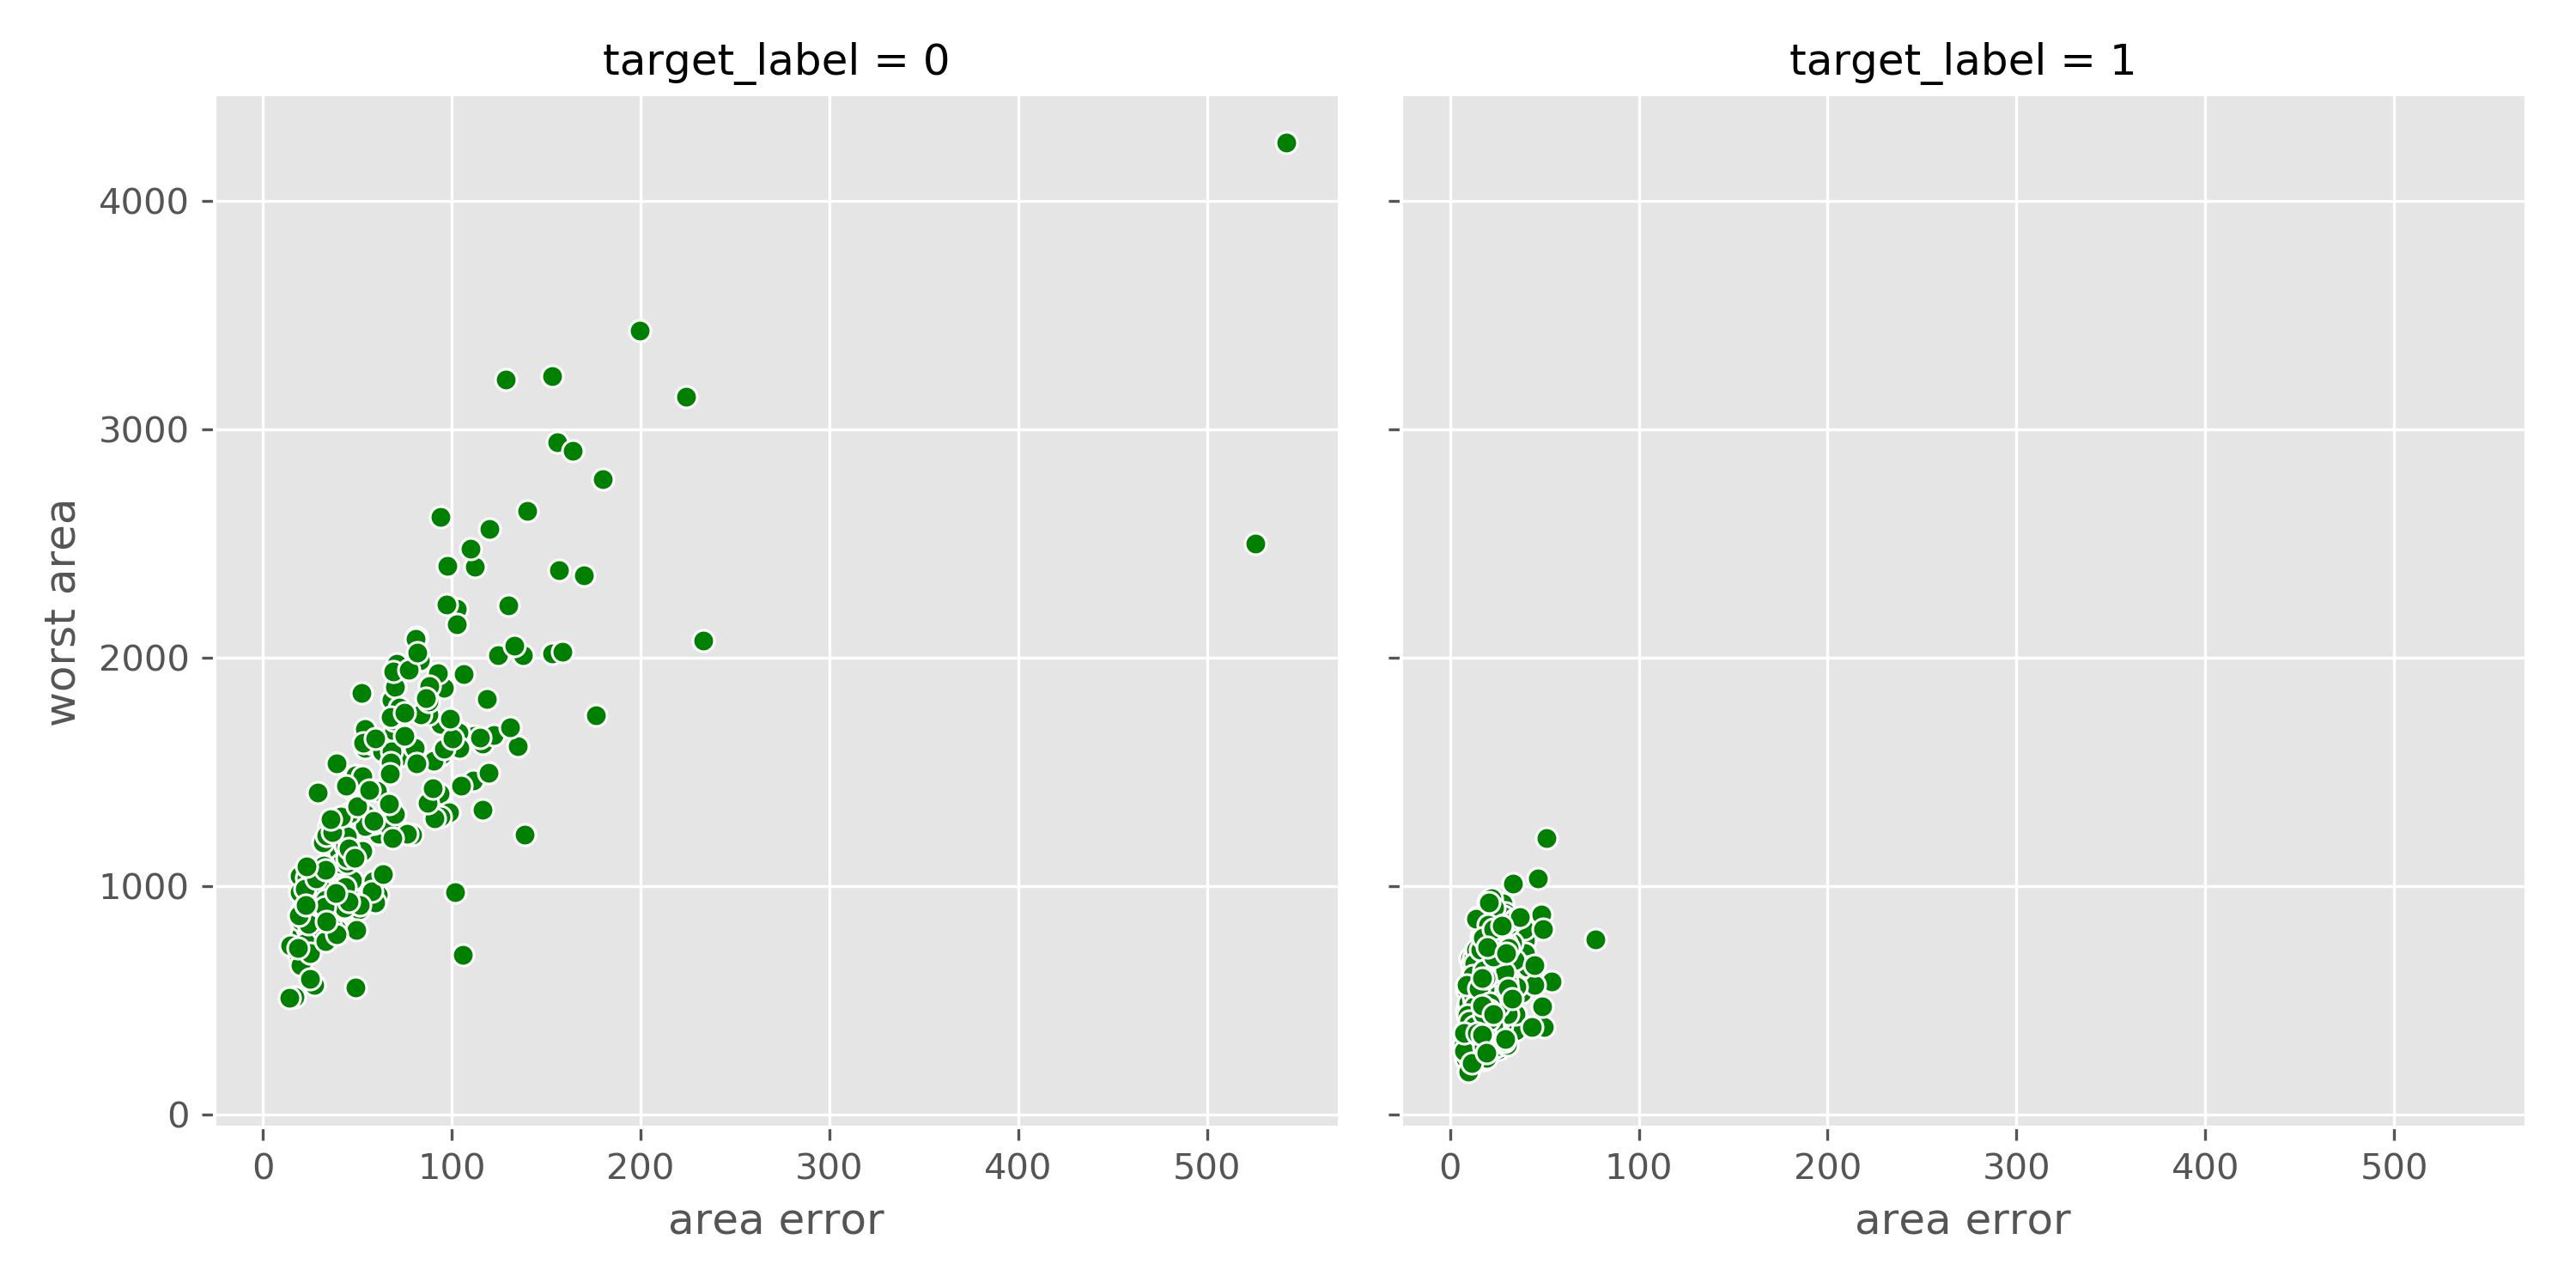 target_label = 0
target_label = 1
4000
3000
2000
1000
0
worst area
0 100 200 300 400 500
0 100 200 300 400 500
area error
area error